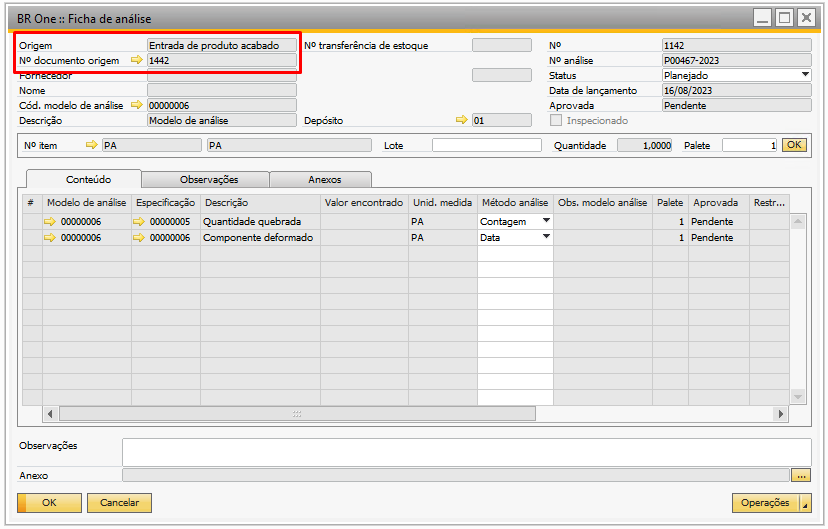 BR One :: Ficha de análise
Origem Entrada de produto acabado Nº transferência de estoque Nº 1142
Nº documento origem 1442 Nº análise P00467-2023
Fornecedor Status Planejado
Nome Data de lançamento 16/08/2023
Cód. modelo de análise 00000006 Aprovada Pendente
Descrição Modelo de análise Depósito 01 Inspecionado
Nº item PA PA Lote Quantidade 1,0000 Palete 1 OK
Conteúdo Observações Anexos
# Modelo de análise Especificação Descrição Valor encontrado Unid. medida Método análise Obs. modelo análise Palete Aprovada Restr...
00000006 00000005 Quantidade quebrada PA Contagem 1 Pendente
00000006 00000006 Componente deformado PA Data 1 Pendente
Observações
Anexo ...
OK Cancelar Operações